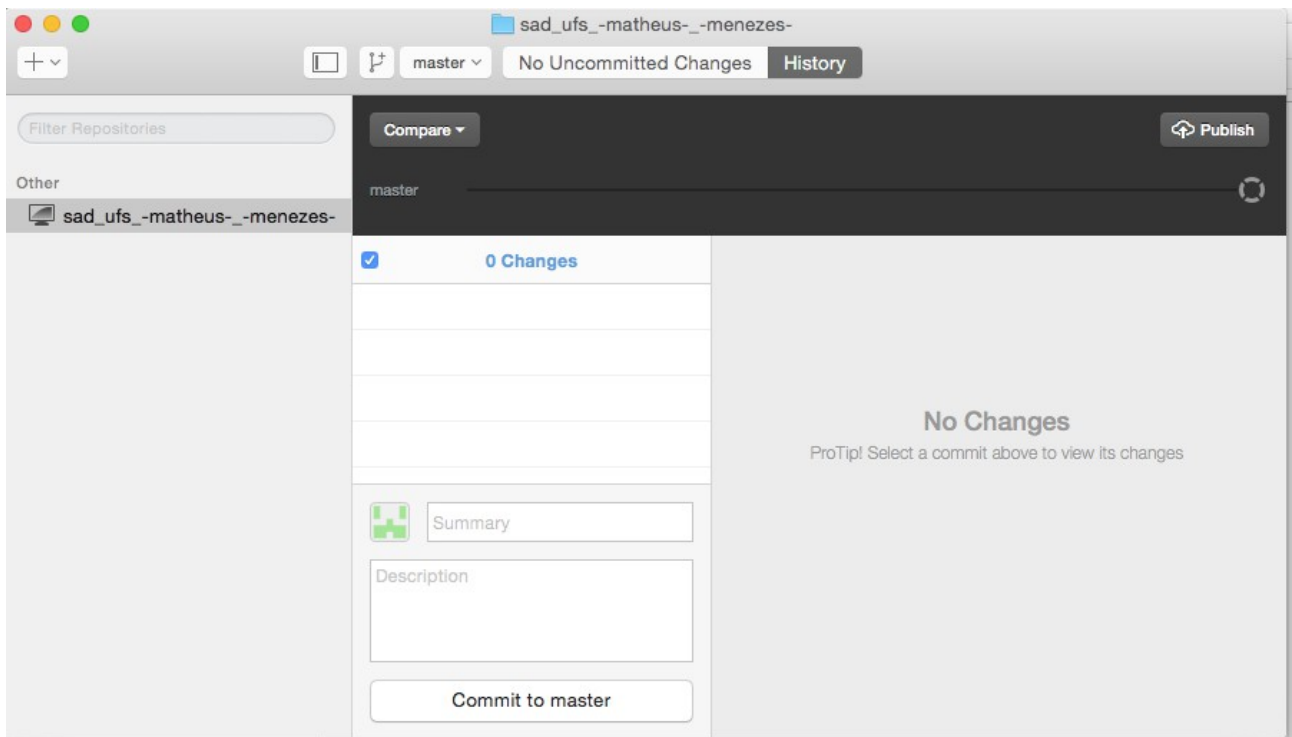 sad_ufs_-matheus-_-menezes-
master
No Uncommitted Changes
History
Filter Repositories
Compare
Publish
Other
master
sad_ufs_-matheus-_-menezes-
0 Changes
No Changes
ProTip! Select a commit above to view its changes
Summary
Description
Commit to master